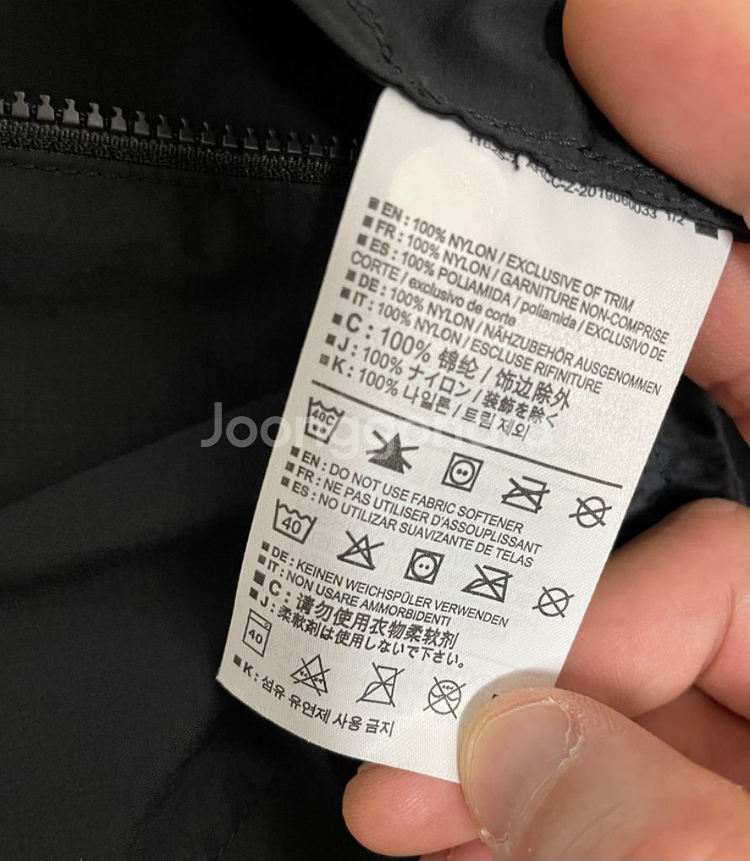 ARCC-Z-2019060033 1/2
■ EN : 100% NYLON / EXCLUSIVE OF TRIM
■ FR : 100% NYLON / GARNITURE NON-COMPRISE
■ ES : 100% POLIAMIDA / poliamida / EXCLUSIVO DE
CORTE / exclusivo de corte
■ DE : 100% NYLON / NÄHZUBEHÖR AUSGENOMMEN
■ IT : 100% NYLON / ESCLUSE RIFINITURE
■ C : 100% 锦纶 / 饰边除外
■ J : 100% ナイロン / 装飾を除く
■ K : 100% 나일론 / 트림 제외
Joonggonara
40C
■ EN : DO NOT USE FABRIC SOFTENER
■ FR : NE PAS UTILISER D'ASSOUPLISSANT
■ ES : NO UTILIZAR SUAVIZANTE DE TELAS
40
■ DE : KEINEN WEICHSPÜLER VERWENDEN
■ IT : NON USARE AMMORBIDENTI
■ C : 请勿使用衣物柔软剂
■ J : 柔軟剤は使用しないで下さい。
40
■ K : 섬유 유연제 사용 금지